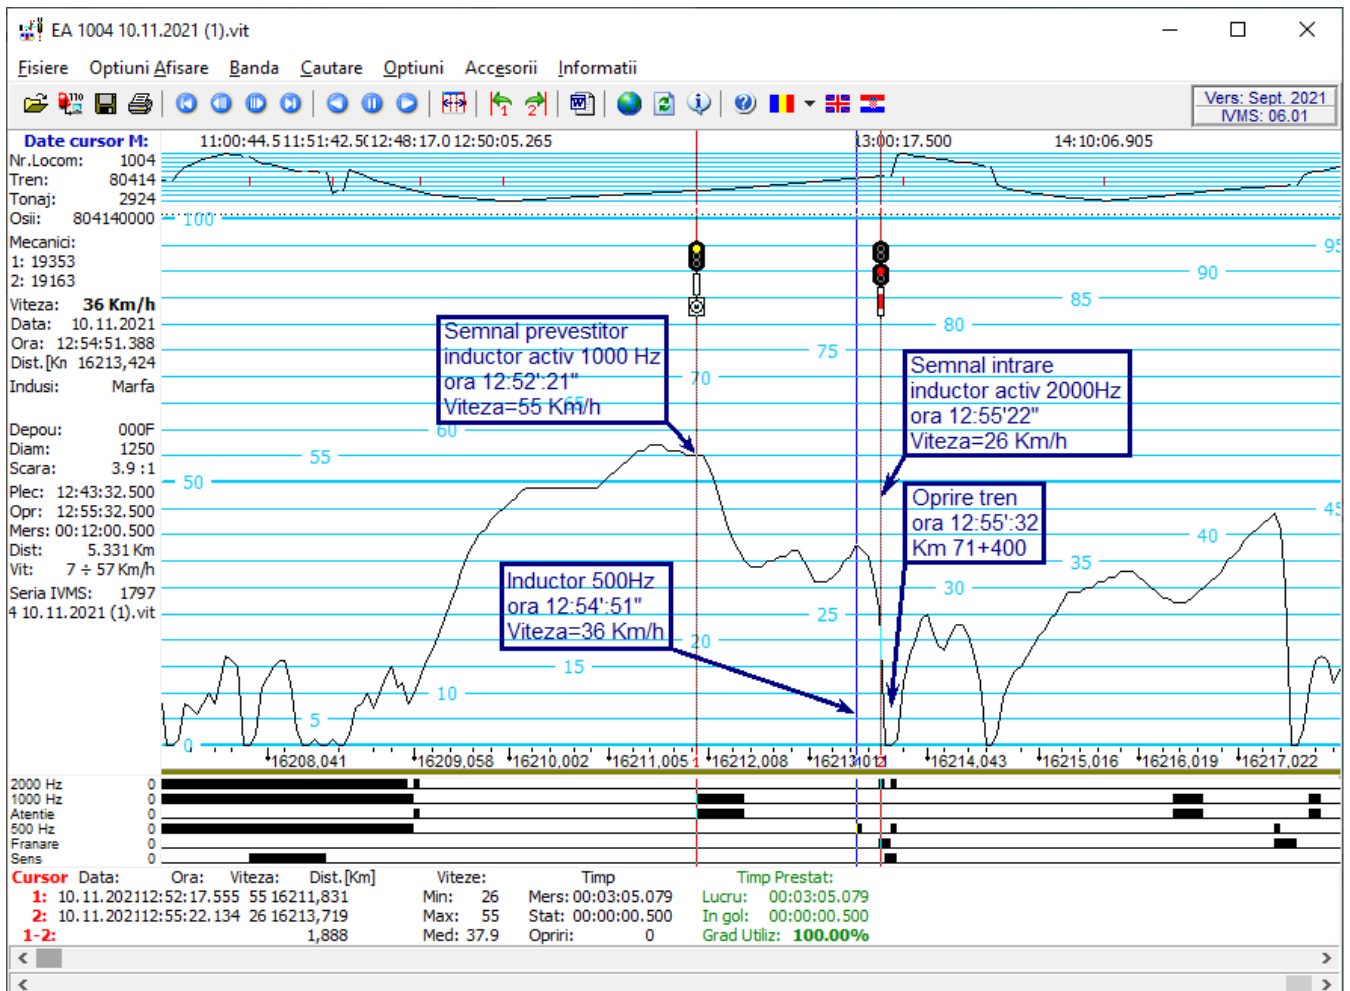 EA 1004 10.11.2021 (1).vit
Fisiere Optiuni Afisare Banda Cautare Optiuni Accesorii Informatii
110
1 2
Vers: Sept. 2021
IVMS: 06.01
Date cursor M: 11:00:44.5 11:51:42.5( 12:48:17.0 12:50:05.265 13:00:17.500 14:10:06.905
Nr.Locom: 1004
Tren: 80414
Tonaj: 2924
Osii: 804140000
Mecanici:
1: 19353
2: 19163
Viteza: 36 Km/h
Data: 10.11.2021
Ora: 12:54:51.388
Dist.[Kn 16213,424
Indusi: Marfa
Depou: 000F
Diam: 1250
Scara: 3.9 :1
Plec: 12:43:32.500
Opr: 12:55:32.500
Mers: 00:12:00.500
Dist: 5.331 Km
Vit: 7 ÷ 57 Km/h
Seria IVMS: 1797
4 10.11.2021 (1).vit
100
95
90
85
80
75
70
65
60
55
50
45
40
35
30
25
20
15
10
5
0
Semnal prevestitor
inductor activ 1000 Hz
ora 12:52':21"
Viteza=55 Km/h
Semnal intrare
inductor activ 2000Hz
ora 12:55'22"
Viteza=26 Km/h
Oprire tren
ora 12:55':32
Km 71+400
Inductor 500Hz
ora 12:54':51"
Viteza=36 Km/h
16208,041 16209,058 16210,002 16211,005 1 16212,008 16214,043 16215,016 16216,019 16217,022
2000 Hz 0
1000 Hz 0
Atentie 0
500 Hz 0
Franare 0
Sens 0
Cursor Data: Ora: Viteza: Dist.[Km] Viteze: Timp Timp Prestat:
1: 10.11.202112:52:17.555 55 16211,831 Min: 26 Mers: 00:03:05.079 Lucru: 00:03:05.079
2: 10.11.202112:55:22.134 26 16213,719 Max: 55 Stat: 00:00:00.500 In gol: 00:00:00.500
1-2: 1,888 Med: 37.9 Opriri: 0 Grad Utiliz: 100.00%